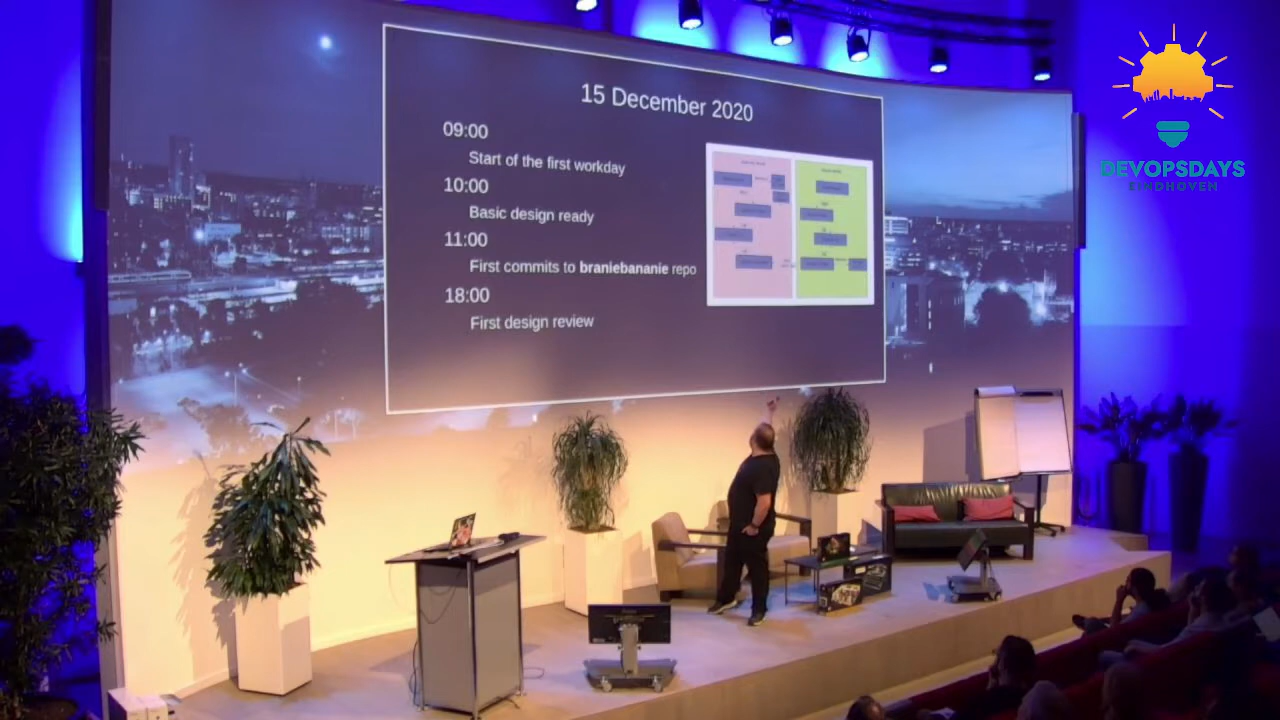 15 December 2020
09:00
Start of the first workday
10:00
Basic design ready
11:00
First commits to braniebananie repo
18:00
First design review
DEVOPSDAYS
EINDHOVEN